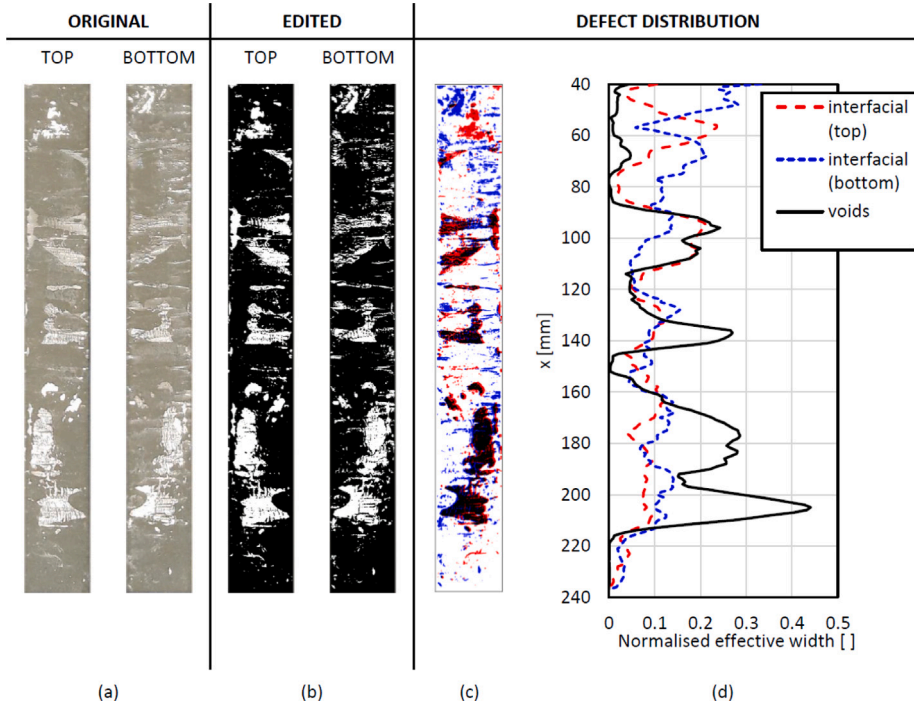 ORIGINAL EDITED DEFECT DISTRIBUTION
TOP BOTTOM TOP BOTTOM
40
60
80
100
120
140
160
180
200
220
240
x [mm]
interfacial
(top)
interfacial
(bottom)
voids
0 0.1 0.2 0.3 0.4 0.5
Normalised effective width [ ]
(a) (b) (c) (d)